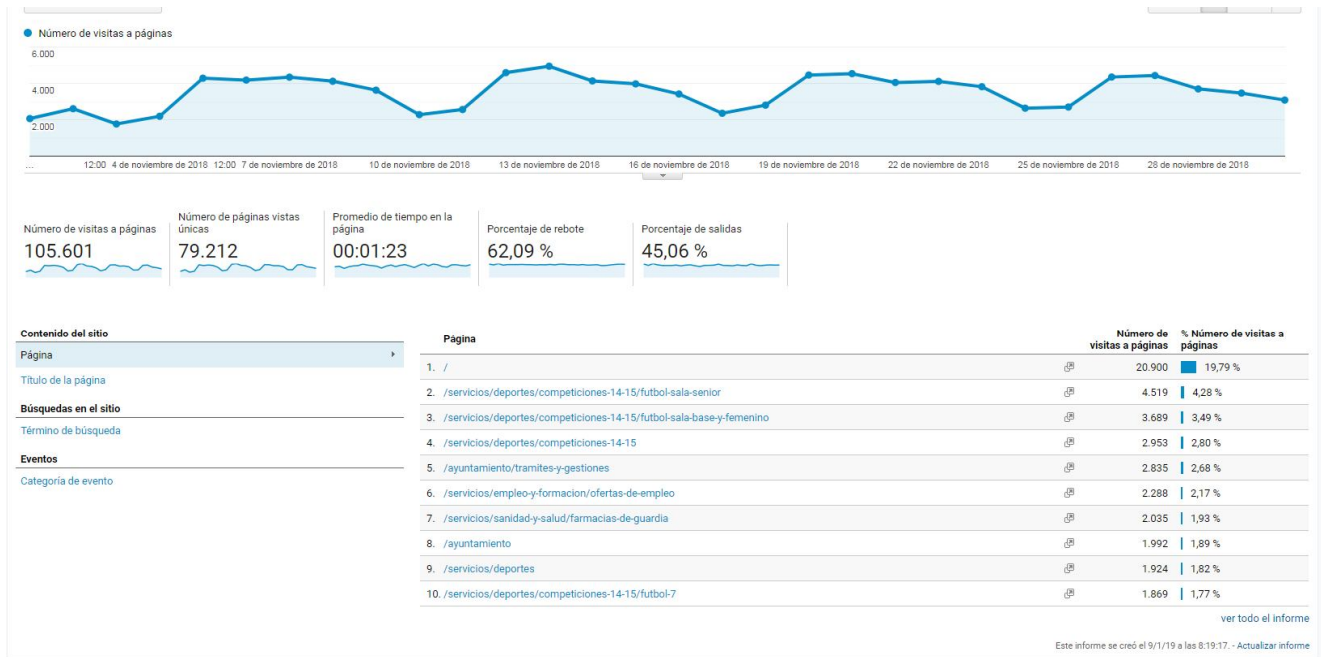 Número de visitas a páginas
6.000
4.000
2.000
... 12:00 4 de noviembre de 2018 12:00 7 de noviembre de 2018 10 de noviembre de 2018 13 de noviembre de 2018 16 de noviembre de 2018 19 de noviembre de 2018 22 de noviembre de 2018 25 de noviembre de 2018 28 de noviembre de 2018
Número de visitas a páginas
105.601
Número de páginas vistas
únicas
79.212
Promedio de tiempo en la
página
00:01:23
Porcentaje de rebote
62,09 %
Porcentaje de salidas
45,06 %
Contenido del sitio
Página
Título de la página
Búsquedas en el sitio
Término de búsqueda
Eventos
Categoría de evento
Página Número de visitas a páginas % Número de visitas a páginas
1. / 20.900 19,79 %
2. /servicios/deportes/competiciones-14-15/futbol-sala-senior 4.519 4,28 %
3. /servicios/deportes/competiciones-14-15/futbol-sala-base-y-femenino 3.689 3,49 %
4. /servicios/deportes/competiciones-14-15 2.953 2,80 %
5. /ayuntamiento/tramites-y-gestiones 2.835 2,68 %
6. /servicios/empleo-y-formacion/ofertas-de-empleo 2.288 2,17 %
7. /servicios/sanidad-y-salud/farmacias-de-guardia 2.035 1,93 %
8. /ayuntamiento 1.992 1,89 %
9. /servicios/deportes 1.924 1,82 %
10. /servicios/deportes/competiciones-14-15/futbol-7 1.869 1,77 %
ver todo el informe
Este informe se creó el 9/1/19 a las 8:19:17. - Actualizar informe